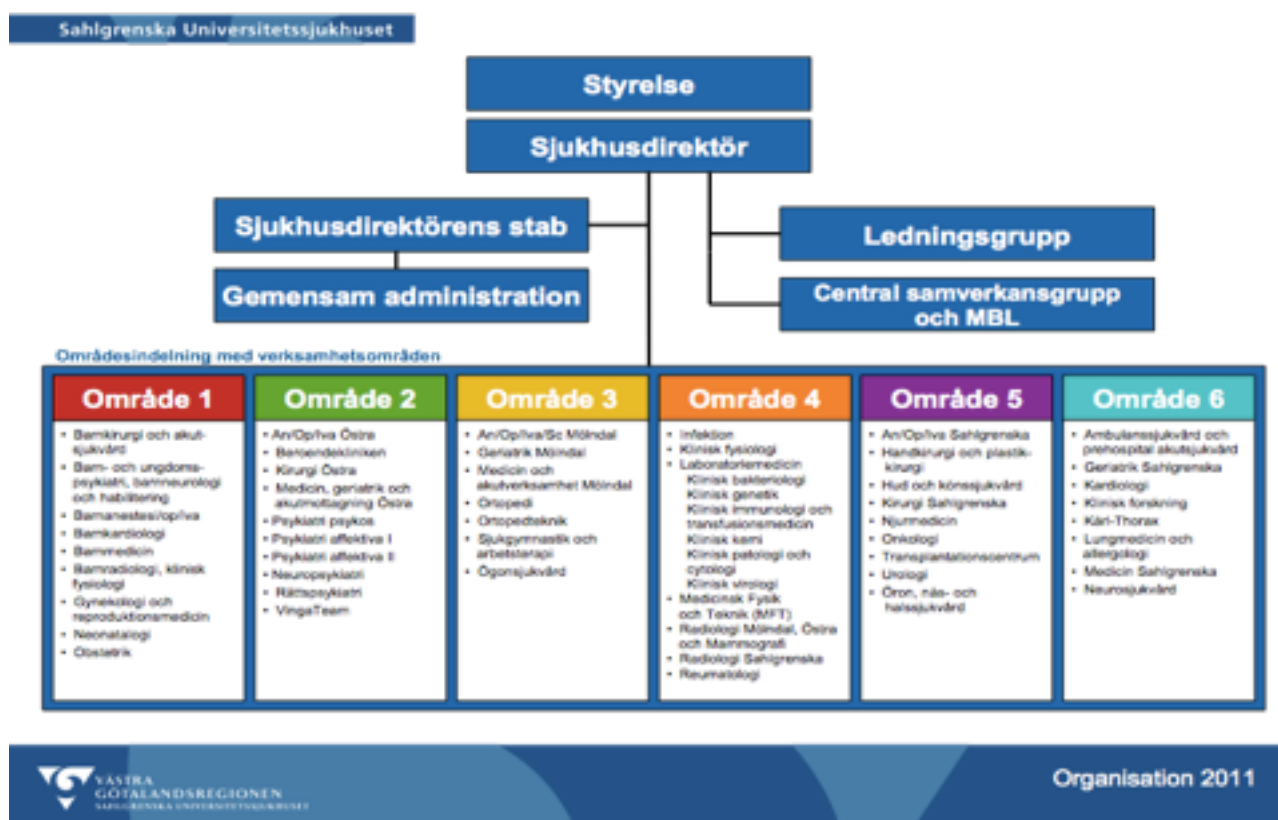 Sahlgrenska Universitetssjukhuset
Styrelse
Sjukhusdirektör
Sjukhusdirektörens stab
Gemensam administration
Ledningsgrupp
Central samverkansgrupp
och MBL
Områdesindelning med verksamhetsområden
Område 1
• Barnkirurgi och akut-
sjukvård
• Barn- och ungdoms-
psykiatri, barnneurologi
och habilitering
• Barnanestesi/op/iva
• Barnkardiologi
• Barnmedicin
• Barnradiologi, klinisk
fysiologi
• Gynekologi och
reproduktionsmedicin
• Neonatalogi
• Obstetrik
Område 2
• An/Op/Iva Östra
• Beroendekliniken
• Kirurgi Östra
• Medicin, geriatrik och
akutmottagning Östra
• Psykiatri psykos
• Psykiatri affektiva I
• Psykiatri affektiva II
• Neuropsykiatri
• Rättspsykiatri
• VingaTeam
Område 3
• An/Op/Iva/Sc Mölndal
• Geriatrik Mölndal
• Medicin och
akutverksamhet Mölndal
• Ortopedi
• Ortopedteknik
• Sjukgymnastik och
arbetsterapi
• Ögonsjukvård
Område 4
• Infektion
• Klinisk fysiologi
• Laboratoriemedicin
Klinisk bakteriologi
Klinisk genetik
Klinisk immunologi och
transfusionsmedicin
Klinisk kemi
Klinisk patologi och
cytologi
Klinisk virologi
• Medicinsk Fysik
och Teknik (MFT)
• Radiologi Mölndal, Östra
och Mammografi
• Radiologi Sahlgrenska
• Reumatologi
Område 5
• An/Op/Iva Sahlgrenska
• Handkirurgi och plastik-
kirurgi
• Hud och könssjukvård
• Kirurgi Sahlgrenska
• Njurmedicin
• Onkologi
• Transplantationscentrum
• Urologi
• Öron, näs- och
halssjukvård
Område 6
• Ambulanssjukvård och
prehospital akutsjukvård
• Geriatrik Sahlgrenska
• Kardiologi
• Klinisk forskning
• Kärl-Thorax
• Lungmedicin och
allergologi
• Medicin Sahlgrenska
• Neurosjukvård
VÄSTRA
GÖTALANDSREGIONEN
SAHLGRENSKA UNIVERSITETSSJUKHUSET
Organisation 2011